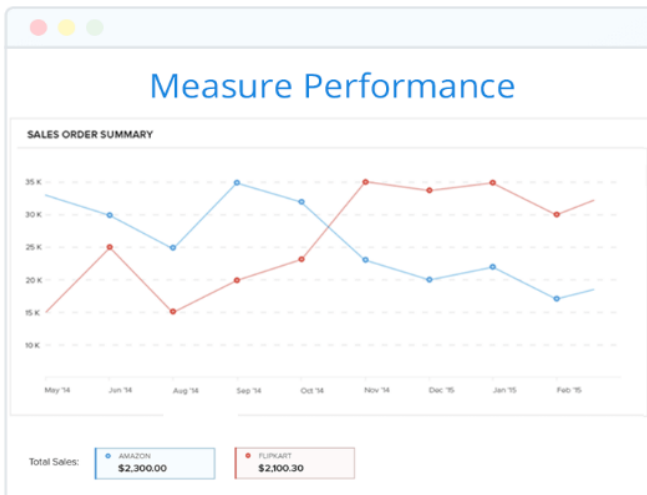 Measure Performance
SALES ORDER SUMMARY
35 K
30 K
25 K
20 K
15 K
10 K
May '14
Jun '14
Aug '14
Sep '14
Oct '14
Nov '14
Dec '15
Jan '15
Feb '15
Total Sales:
AMAZON
$2,300.00
FLIPKART
$2,100.30